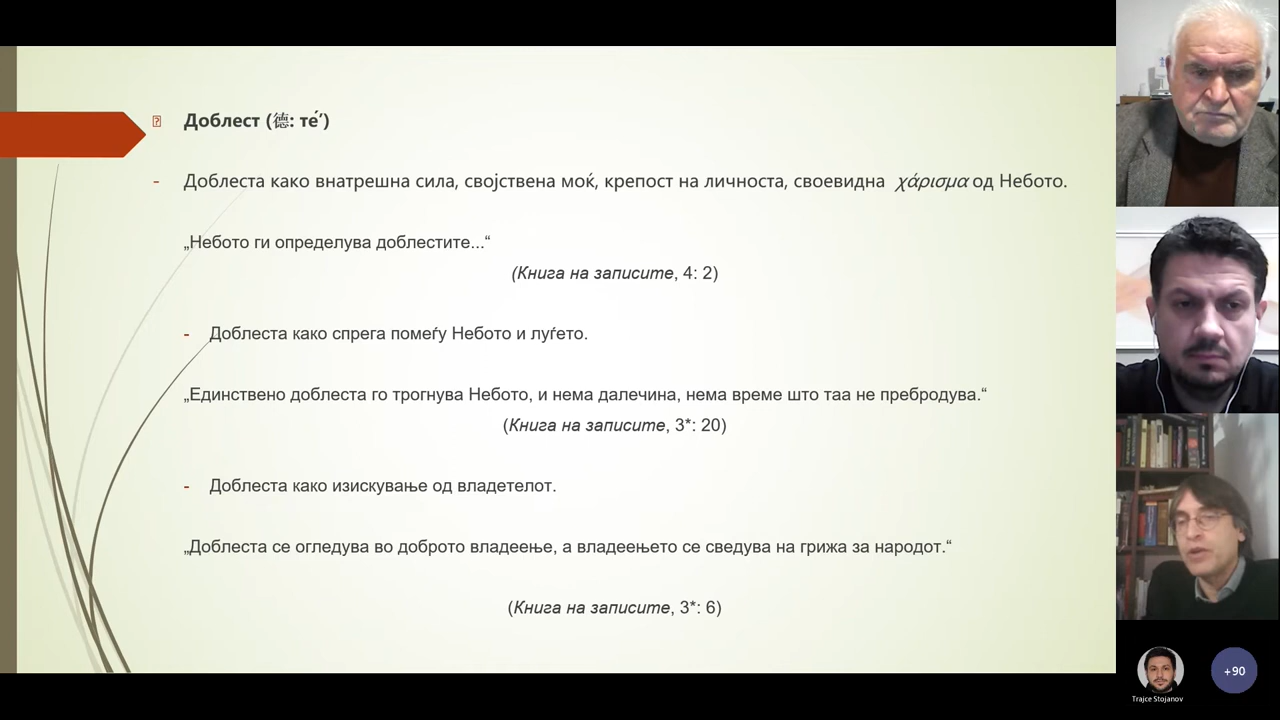 Доблест (德: те́ʼ)
- Доблеста како внатрешна сила, својствена моќ, крепост на личноста, своевидна χάρισμα од Небото.
„Небото ги определува доблестите...“
(Книга на записите, 4: 2)
- Доблеста како спрега помеѓу Небото и луѓето.
„Единствено доблеста го трогнува Небото, и нема далечина, нема време што таа не пребродува.“
(Книга на записите, 3*: 20)
- Доблеста како изискување од владетелот.
„Доблеста се огледува во доброто владеење, а владеењето се сведува на грижа за народот.“
(Книга на записите, 3*: 6)
Trajce Stojanov
+90